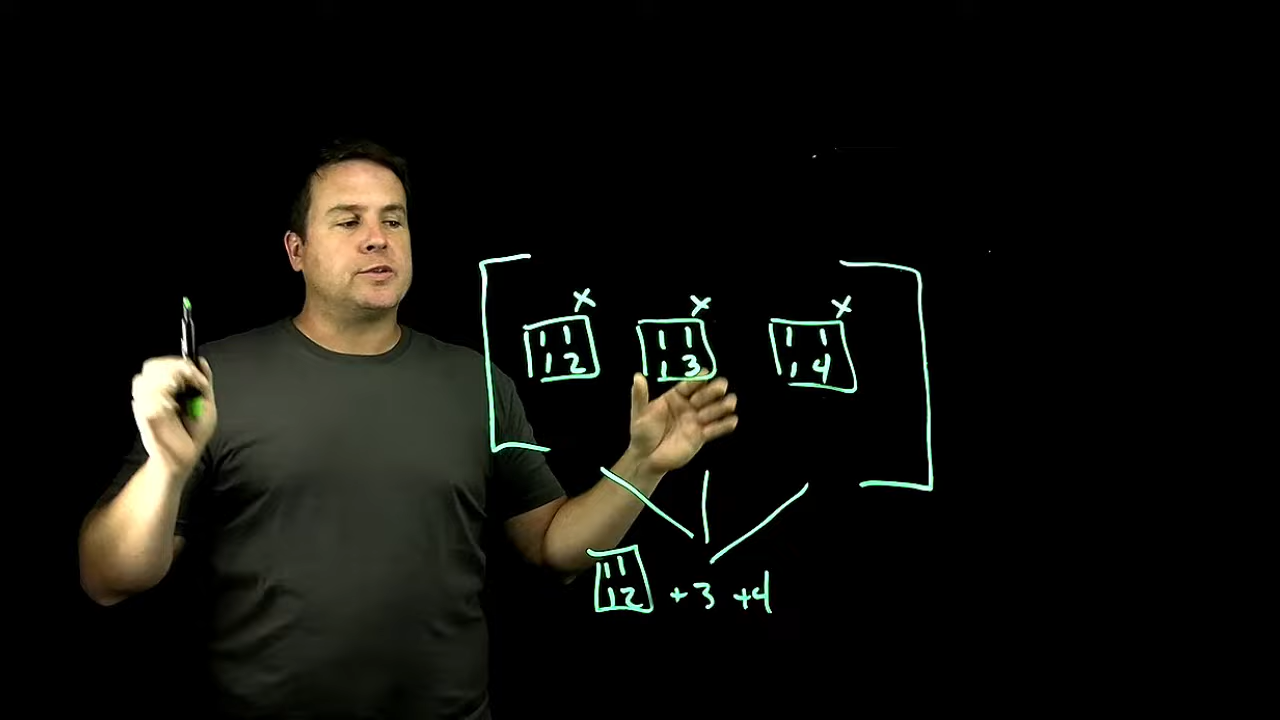 x x x
1 1 1 1 1 1
1 2 1 3 1 4
1 1
1 2 + 3 + 4